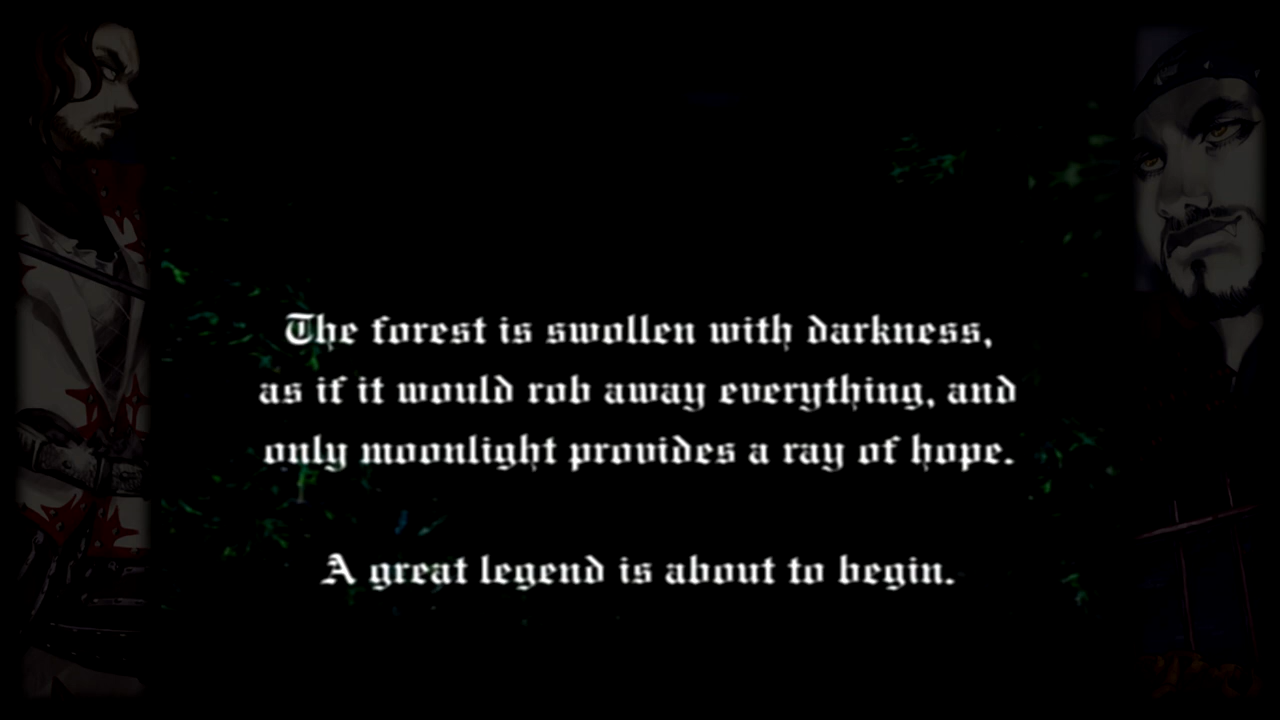 The forest is swollen with darkness,
as if it would rob away everything, and
only moonlight provides a ray of hope.
A great legend is about to begin.